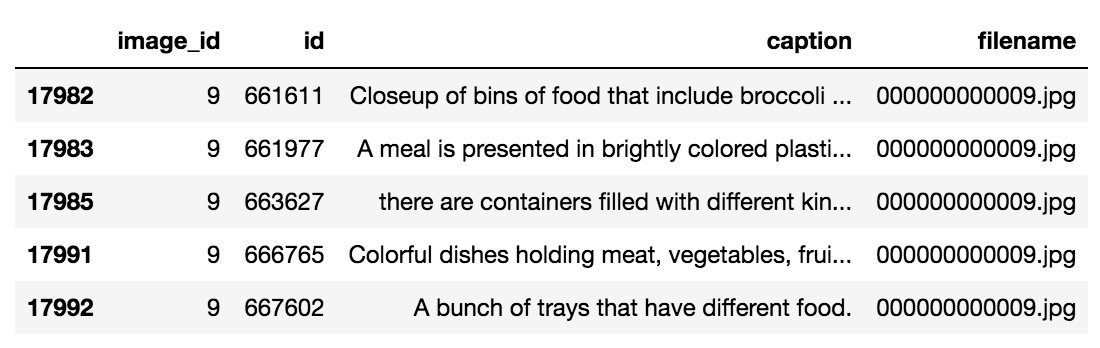 image_id id caption filename
17982 9 661611 Closeup of bins of food that include broccoli ... 000000000009.jpg
17983 9 661977 A meal is presented in brightly colored plasti... 000000000009.jpg
17985 9 663627 there are containers filled with different kin... 000000000009.jpg
17991 9 666765 Colorful dishes holding meat, vegetables, frui... 000000000009.jpg
17992 9 667602 A bunch of trays that have different food. 000000000009.jpg